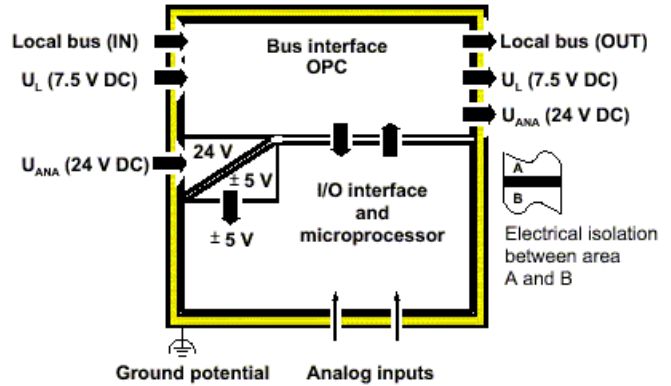 Local bus (IN)
Bus interface
OPC
Local bus (OUT)
UL (7.5 V DC)
UL (7.5 V DC)
UANA (24 V DC)
UANA (24 V DC)
24 V
± 5 V
± 5 V
I/O interface
and
microprocessor
A
B
Electrical isolation
between area
A and B
Ground potential
Analog inputs